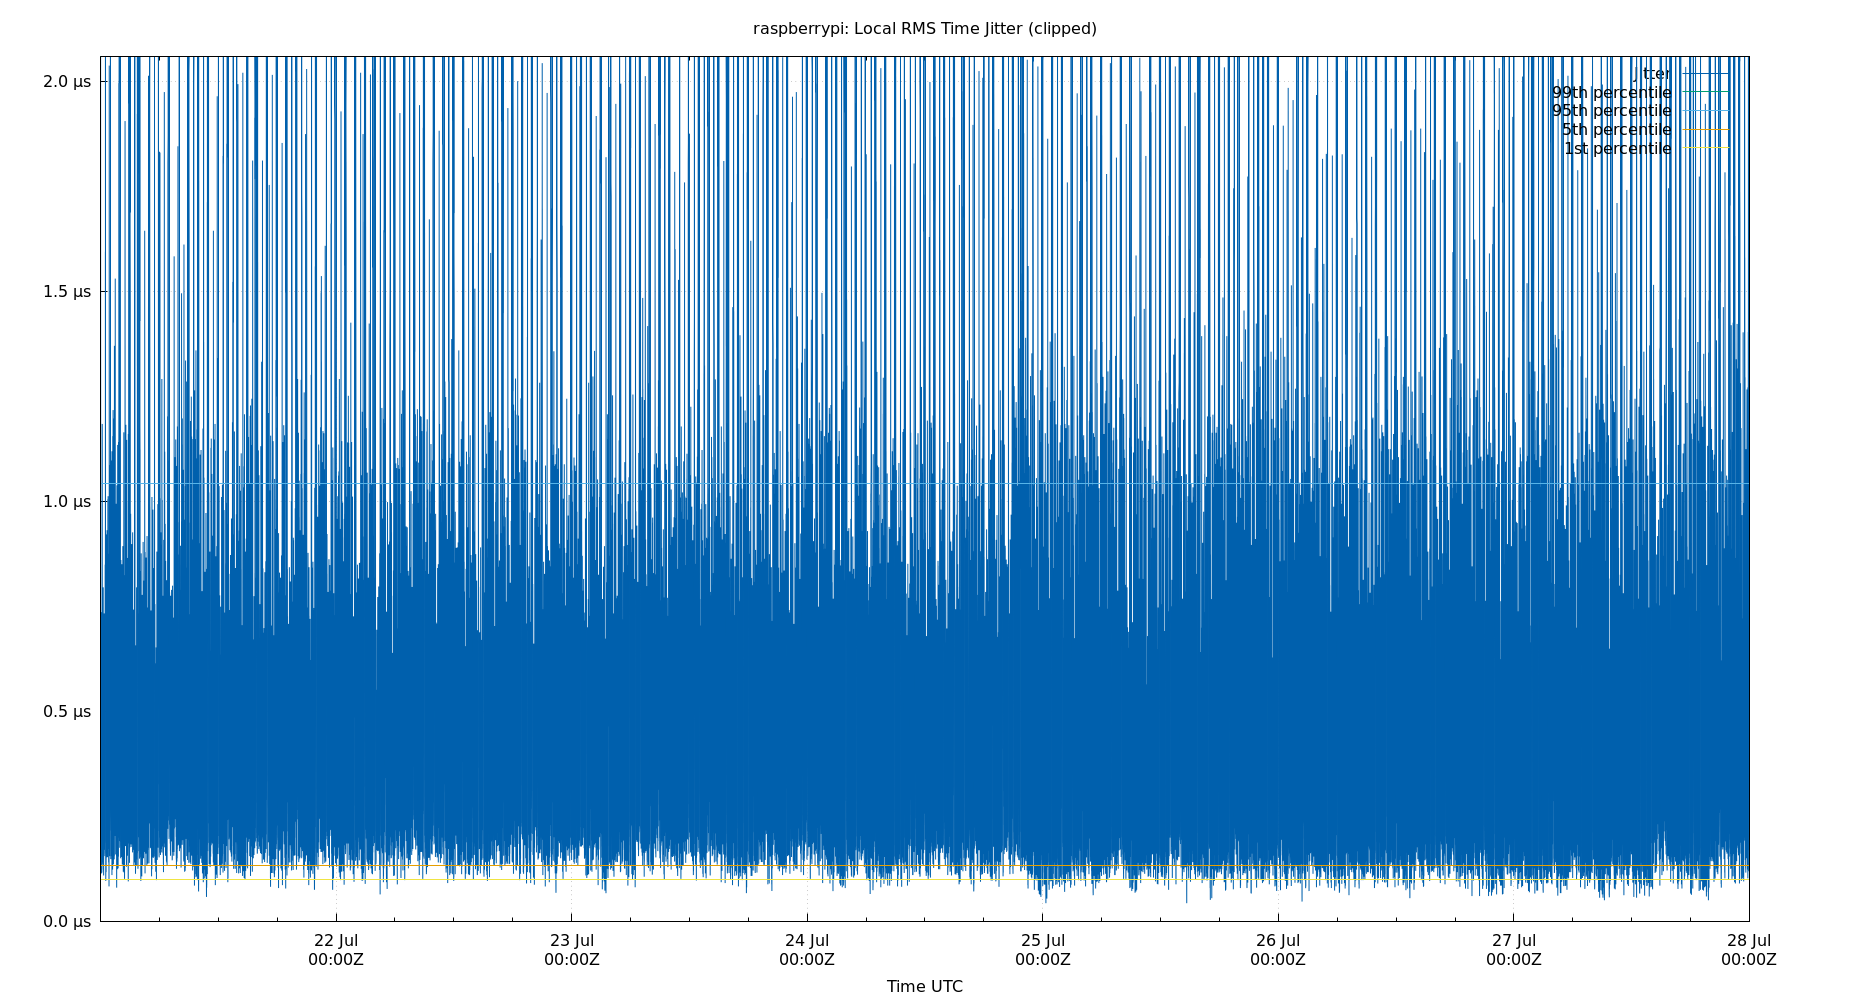 raspberrypi: Local RMS Time Jitter (clipped)
2.0 µs
1.5 µs
1.0 µs
0.5 µs
0.0 µs
jitter
99th percentile
95th percentile
5th percentile
1st percentile
22 Jul
00:00Z
23 Jul
00:00Z
24 Jul
00:00Z
25 Jul
00:00Z
26 Jul
00:00Z
27 Jul
00:00Z
28 Jul
00:00Z
Time UTC